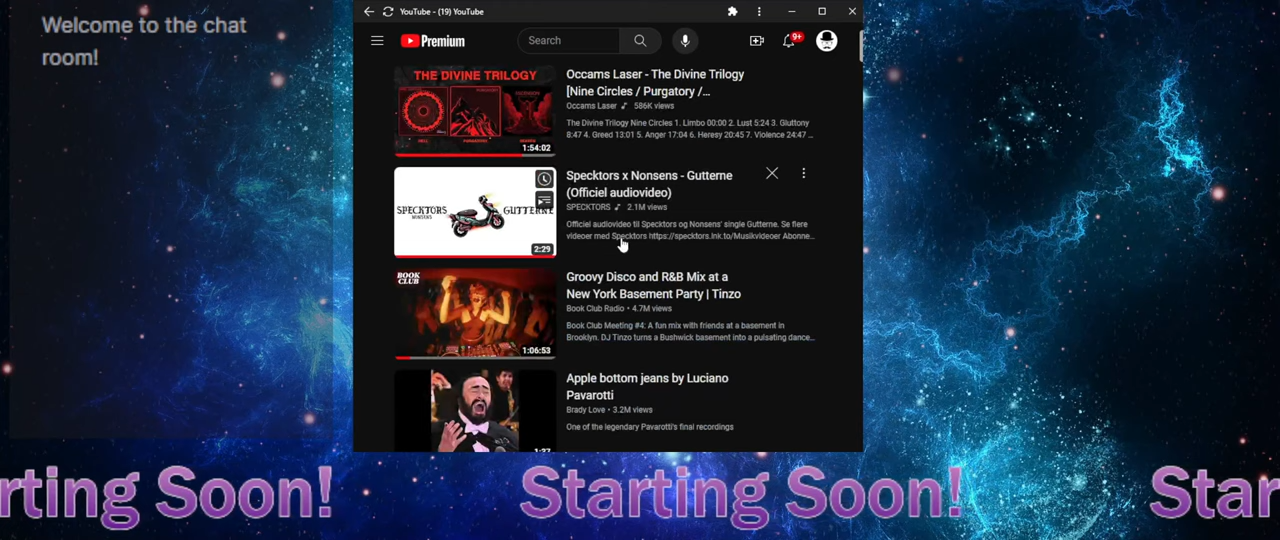 Welcome to the chat
room!
YouTube - (19) YouTube
Premium
Search
9+
THE DIVINE TRILOGY
1:54:02
Occams Laser - The Divine Trilogy
[Nine Circles / Purgatory /...
Occams Laser 586K views
The Divine Trilogy Nine Circles 1. Limbo 00:00 2. Lust 5:24 3. Gluttony
8:47 4. Greed 13:01 5. Anger 17:04 6. Heresy 20:45 7. Violence 24:47 ...
SPECKTORS GUTTERNE
NONSENS
2:29
Specktors x Nonsens - Gutterne
(Officiel audiovideo)
SPECKTORS 2.1M views
Officiel audiovideo til Specktors og Nonsens' single Gutterne. Se flere
videoer med Specktors https://specktors.lnk.to/Musikvideoer Abonne...
BOOK
CLUB
1:06:53
Groovy Disco and R&B Mix at a
New York Basement Party | Tinzo
Book Club Radio • 4.7M views
Book Club Meeting #4: A fun mix with friends at a basement in
Brooklyn. DJ Tinzo turns a Bushwick basement into a pulsating dance...
Apple bottom jeans by Luciano
Pavarotti
Brady Love • 3.2M views
One of the legendary Pavarotti's final recordings
rting Soon! Starting Soon! Star